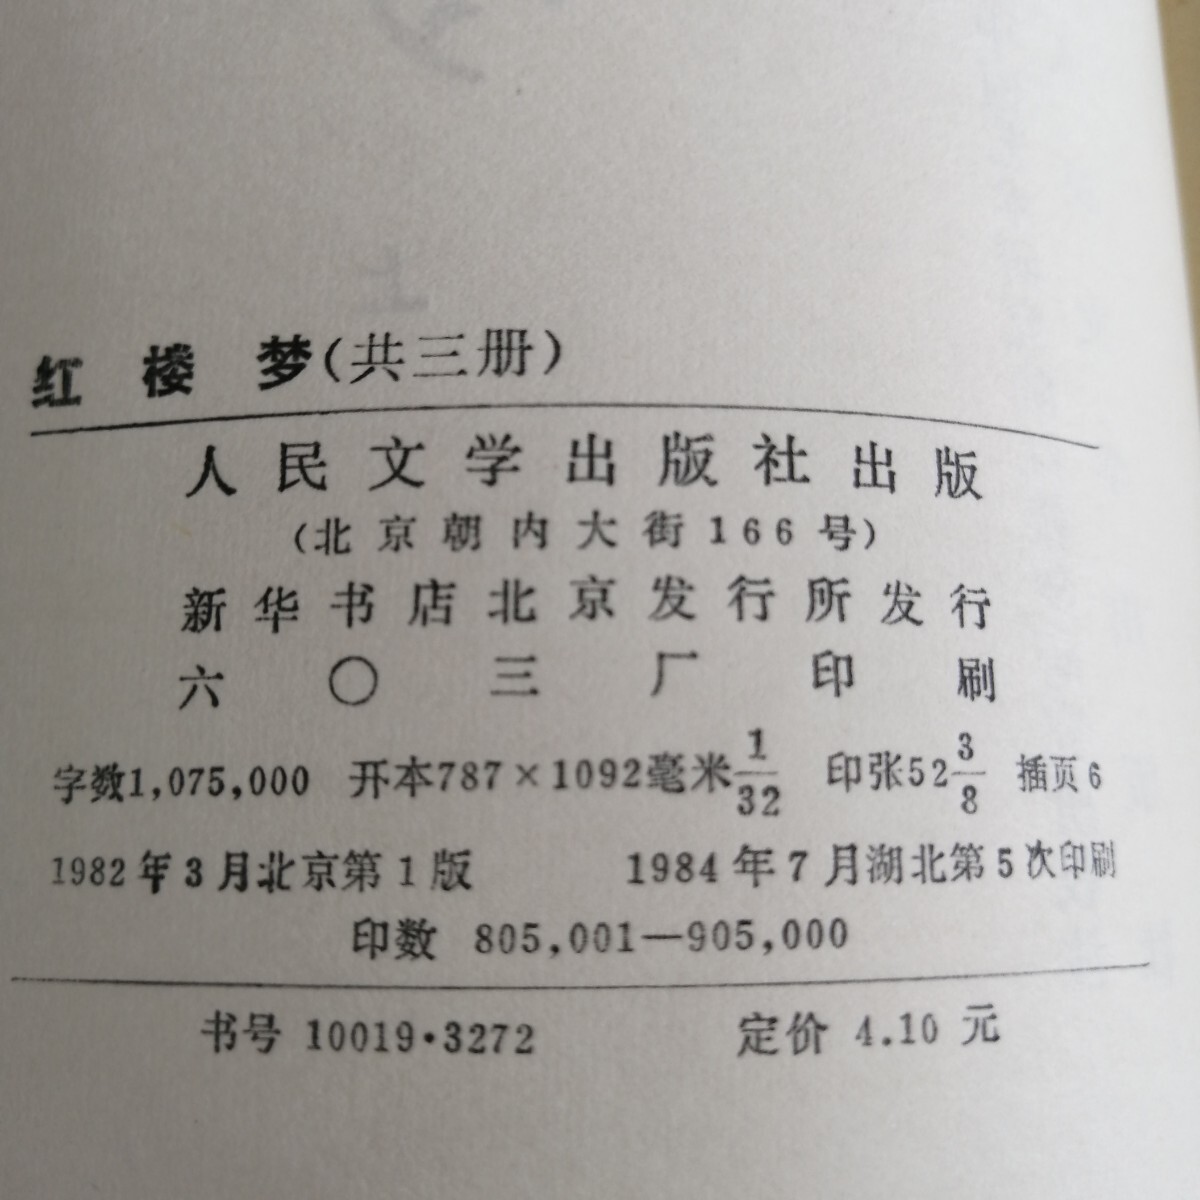 红楼梦(共三册)
人民文学出版社出版
(北京朝内大街166号)
新华书店北京发行所发行
六〇三厂印刷
字数1,075,000 开本787×1092毫米1/32 印张52 3/8 插页6
1982年3月北京第1版 1984年7月湖北第5次印刷
印数 805,001—905,000
书号 10019·3272 定价 4.10元